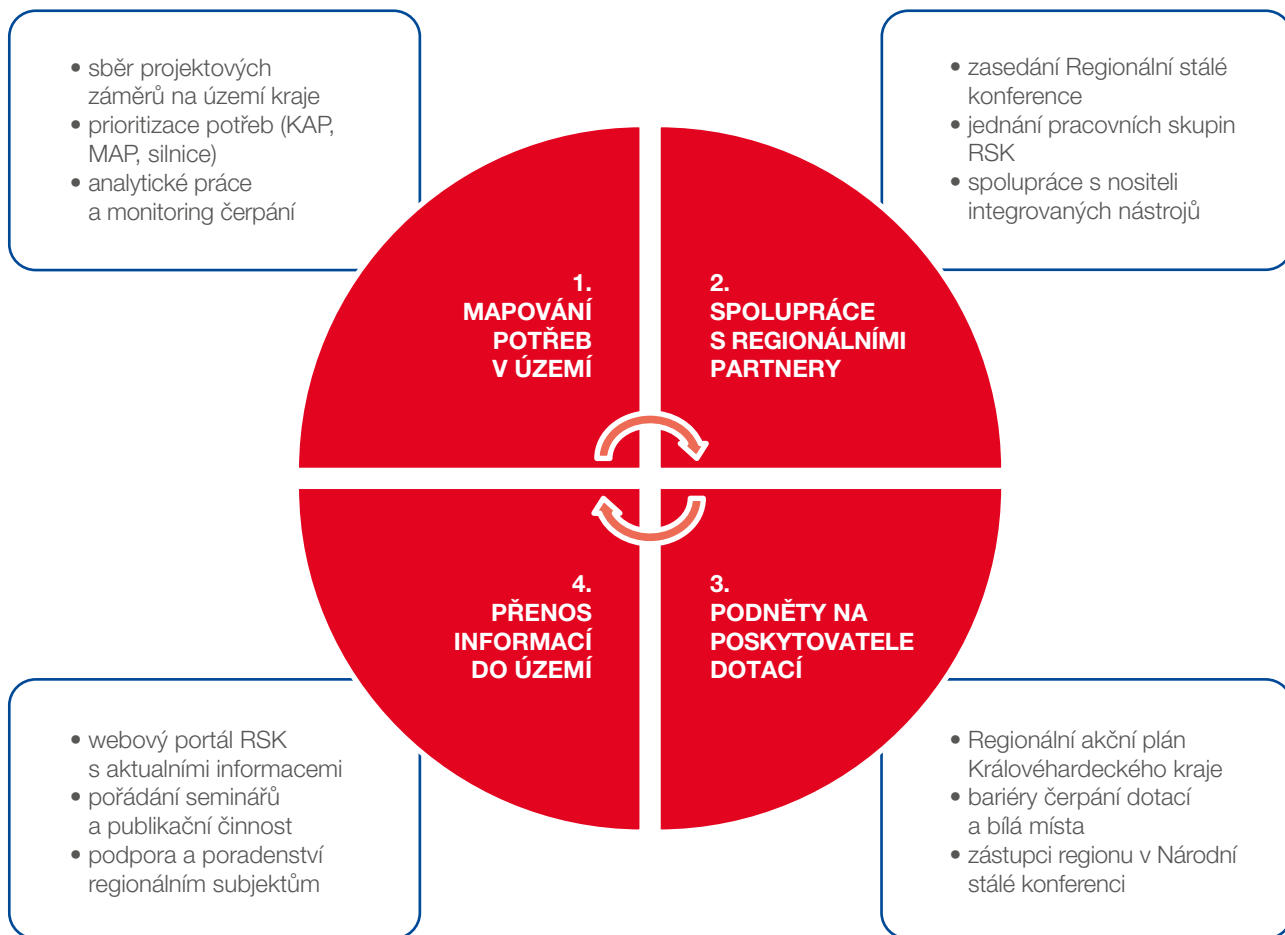 • sběr projektových
záměrů na území kraje
• prioritizace potřeb (KAP,
MAP, silnice)
• analytické práce
a monitoring čerpání
• zasedání Regionální stálé
konference
• jednání pracovních skupin
RSK
• spolupráce s nositeli
integrovaných nástrojů
1.
MAPOVÁNÍ
POTŘEB
V ÚZEMÍ
2.
SPOLUPRÁCE
S REGIONÁLNÍMI
PARTNERY
4.
PŘENOS
INFORMACÍ
DO ÚZEMÍ
3.
PODNĚTY NA
POSKYTOVATELE
DOTACÍ
• webový portál RSK
s aktualními informacemi
• pořádání seminářů
a publikační činnost
• podpora a poradenství
regionálním subjektům
• Regionální akční plán
Královéhardeckého kraje
• bariéry čerpání dotací
a bílá místa
• zástupci regionu v Národní
stálé konferenci